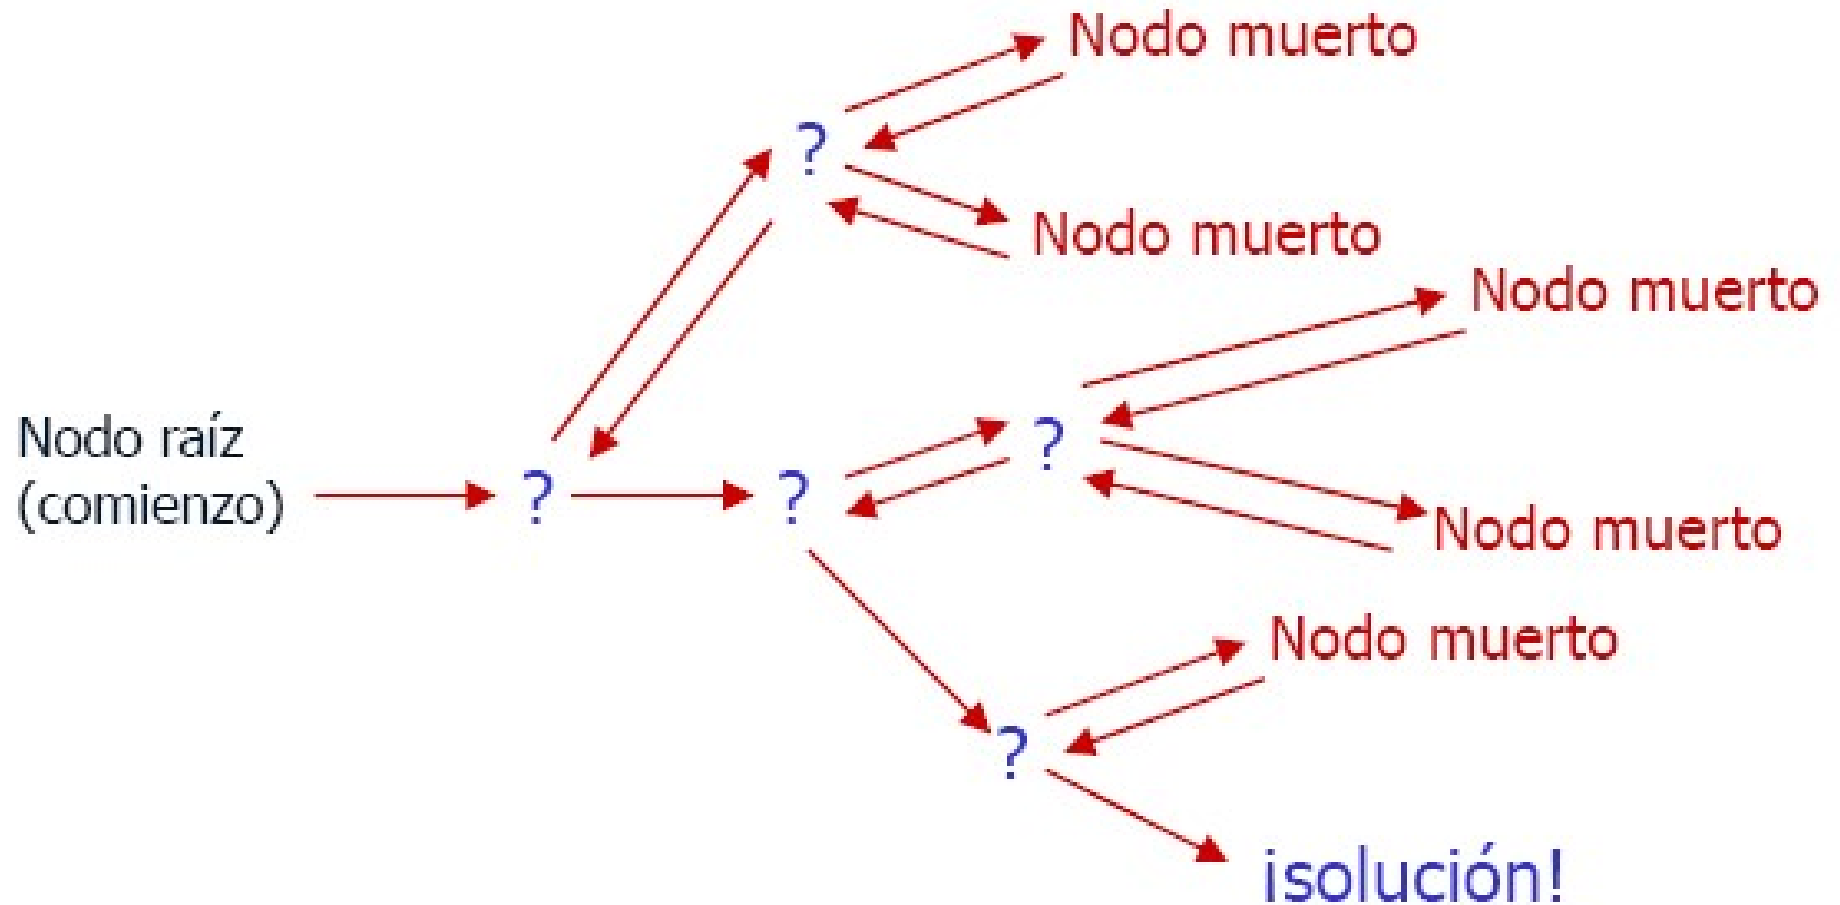 Nodo muerto
?
Nodo muerto
Nodo muerto
Nodo raíz
(comienzo)
?
?
?
Nodo muerto
Nodo muerto
?
¡solución!